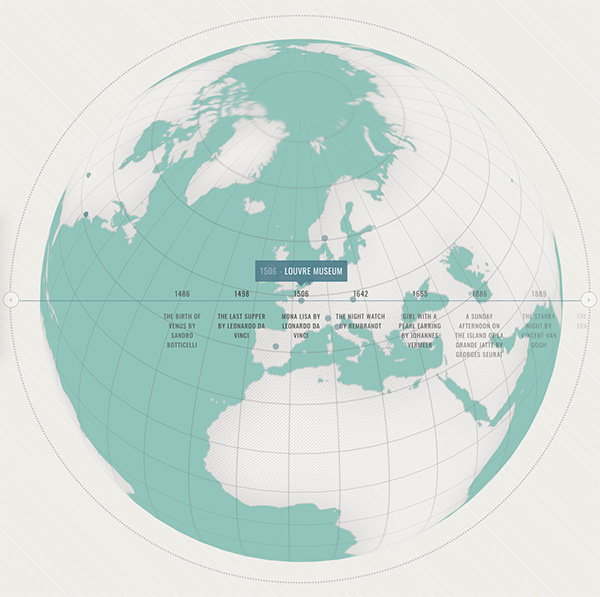 1506 - LOUVRE MUSEUM
1486
THE BIRTH OF
VENUS BY
SANDRO
BOTTICELLI
1498
THE LAST SUPPER
BY LEONARDO DA
VINCI
1506
MONA LISA BY
LEONARDO DA
VINCI
1642
THE NIGHT WATCH
BY REMBRANDT
1665
GIRL WITH A
PEARL EARRING
BY JOHANNES
VERMEER
1886
A SUNDAY
AFTERNOON ON
THE ISLAND OF LA
GRANDE JATTE BY
GEORGES SEURAT
1889
THE STARRY
NIGHT BY
VINCENT VAN
GOGH
THE